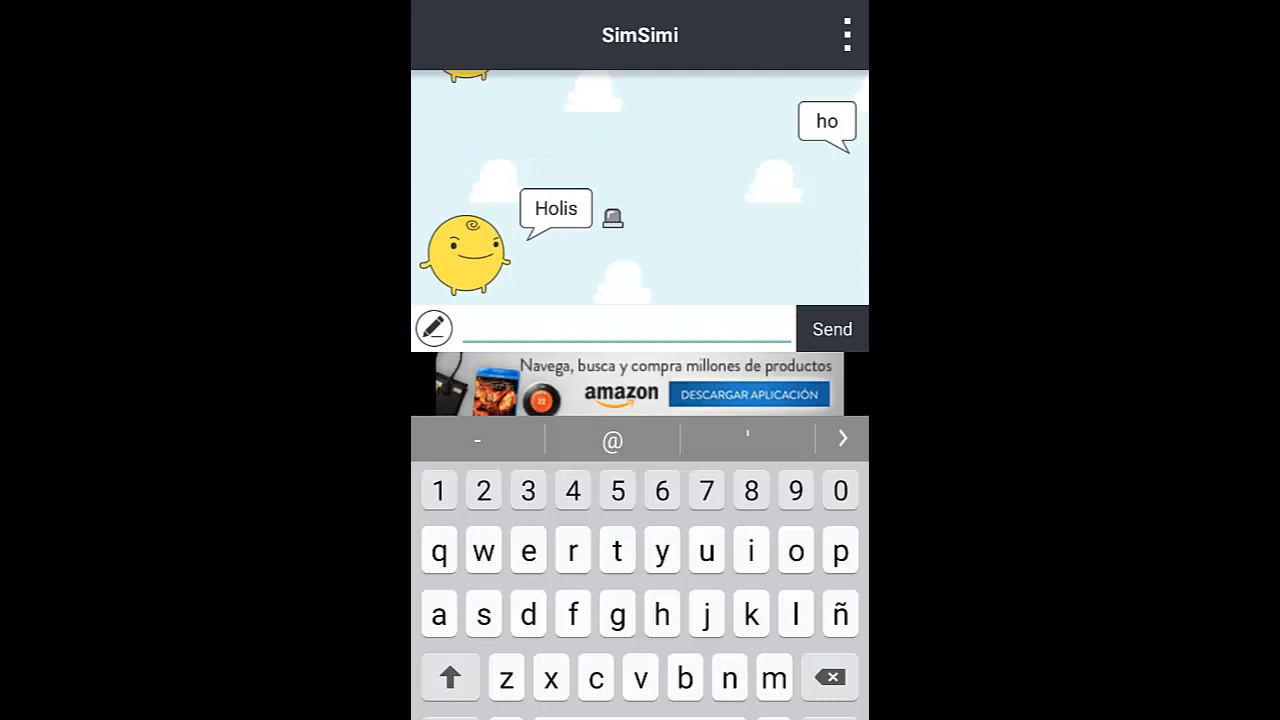 SimSimi
ho
Holis
Send
Navega, busca y compra millones de productos
amazon DESCARGAR APLICACIÓN
- @ '
1 2 3 4 5 6 7 8 9 0
q w e r t y u i o p
a s d f g h j k l ñ
z x c v b n m